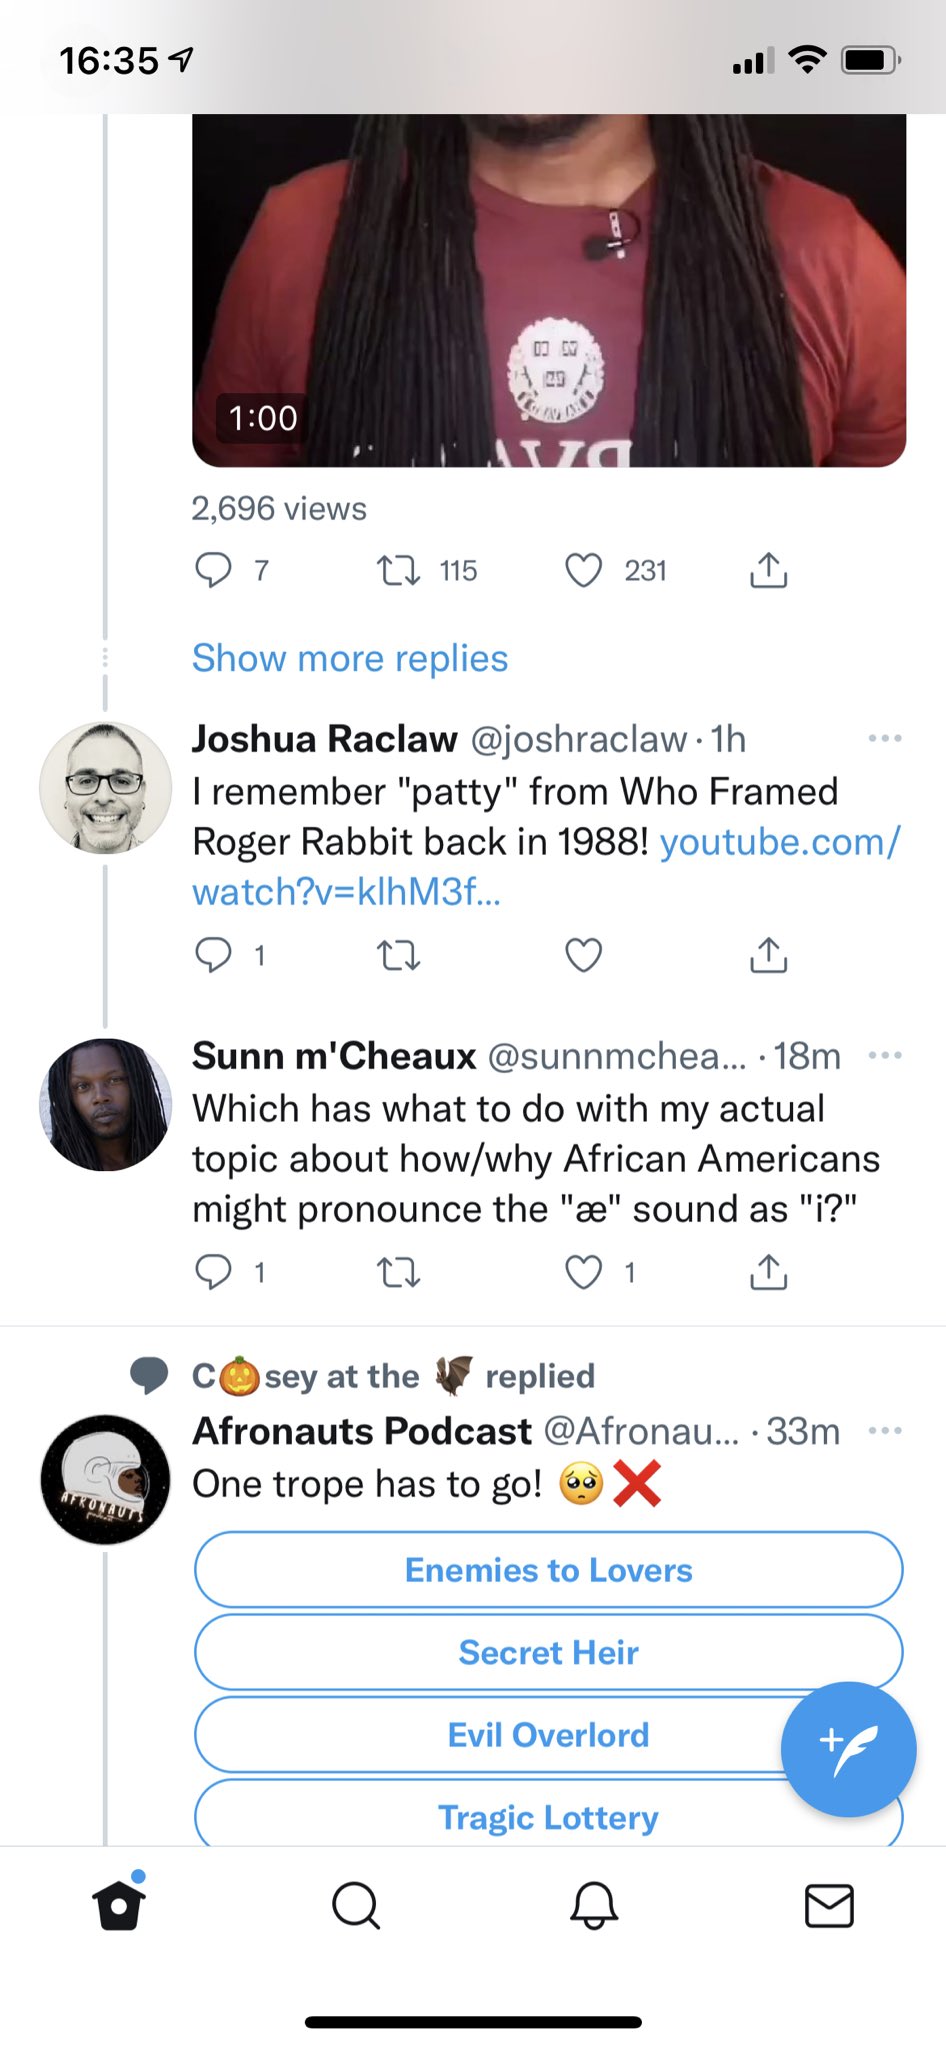 16:35
1:00
2,696 views
7 115 231
Show more replies
Joshua Raclaw @joshraclaw · 1h
I remember "patty" from Who Framed
Roger Rabbit back in 1988! youtube.com/
watch?v=klhM3f...
1
Sunn m'Cheaux @sunnmchea... · 18m
Which has what to do with my actual
topic about how/why African Americans
might pronounce the "æ" sound as "i?"
1 1
C🎃sey at the 🦇 replied
Afronauts Podcast @Afronau... · 33m
One trope has to go! 🥺❌
AFRONAUTS
podcast
Enemies to Lovers
Secret Heir
Evil Overlord
Tragic Lottery